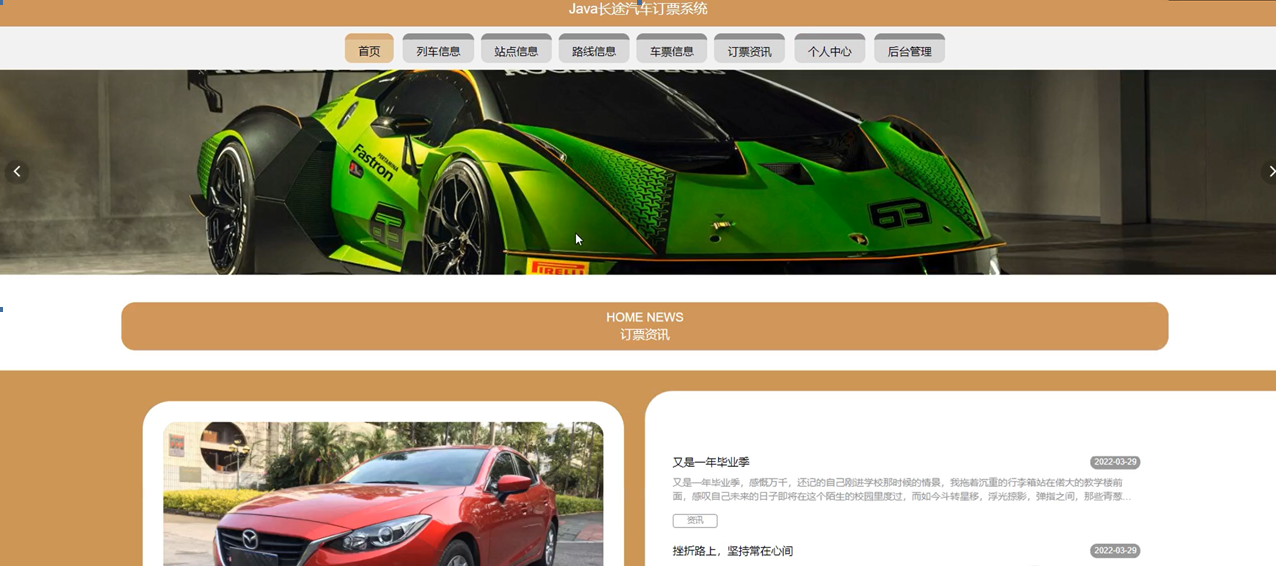 Java长途汽车订票系统
首页 列车信息 站点信息 路线信息 车票信息 订票资讯 个人中心 后台管理
Fastron
63
PIRELLI
HOME NEWS
订票资讯
又是一年毕业季 2022-03-29
又是一年毕业季，感慨万千，还记的自己刚进学校那时候的情景，我拖着沉重的行李箱站在偌大的教学楼前
面，感叹自己未来的日子即将在这个陌生的校园里度过，而如今斗转星移，浮光掠影，弹指之间，那些青葱...
资讯
挫折路上，坚持常在心间 2022-03-29